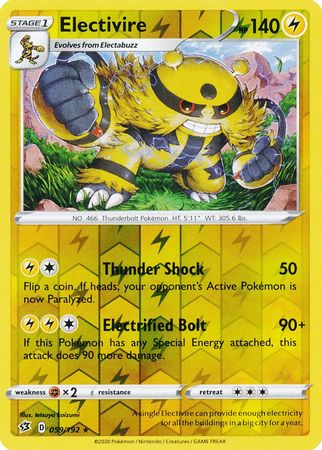 STAGE 1
Electivire
HP 140
Evolves from Electabuzz
NO. 466 Thunderbolt Pokémon HT: 5'11" WT: 305.6 lbs.
Thunder Shock 50
Flip a coin. If heads, your opponent's Active Pokémon is
now Paralyzed.
Electrified Bolt 90+
If this Pokémon has any Special Energy attached, this
attack does 90 more damage.
weakness ×2 resistance retreat
Illus. Tetsuya Koizumi
D 059/192 ★
A single Electivire can provide enough electricity
for all the buildings in a big city for a year.
©2020 Pokémon / Nintendo / Creatures / GAME FREAK